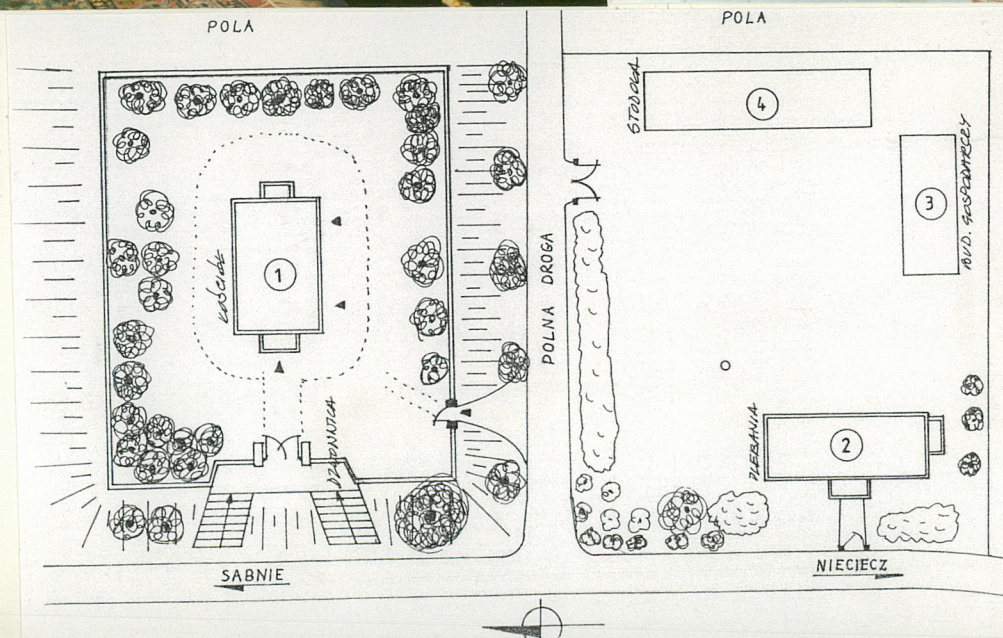 POLA
POLA
STODOŁA
4
BUD. GOSPODARCZY
3
KOŚCIÓŁ
1
POLNA DROGA
DZWONNICA
PLEBANIA
2
SABNIE
NIECIECZ